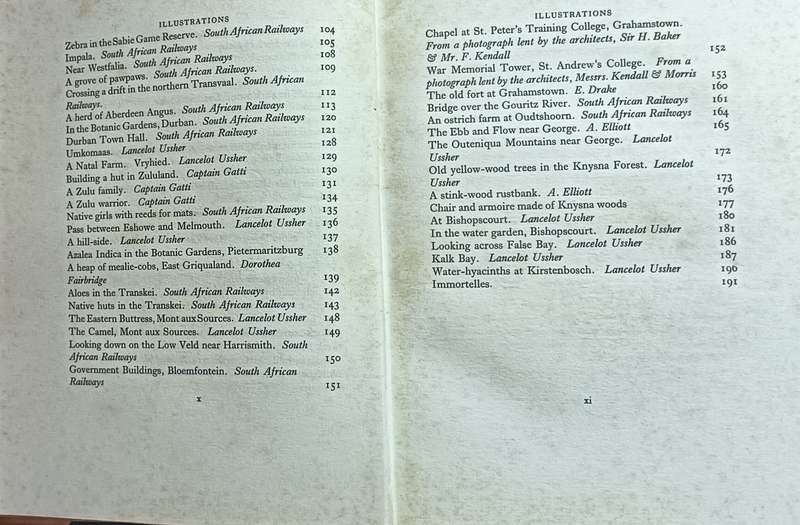 ILLUSTRATIONS
Zebra in the Sabie Game Reserve. South African Railways 104
Impala. South African Railways 105
Near Westfalia. South African Railways 108
A grove of pawpaws. South African Railways. 109
Crossing a drift in the northern Transvaal. South African
Railways. 112
A herd of Aberdeen Angus. South African Railways 113
In the Botanic Gardens, Durban. South African Railways 120
Durban Town Hall. South African Railways 121
Umkomaas. Lancelot Ussher 128
A Natal Farm. Vryhied. Lancelot Ussher 129
Building a hut in Zululand. Captain Gatti 130
A Zulu family. Captain Gatti 131
A Zulu warrior. Captain Gatti 134
Native girls with reeds for mats. South African Railways 135
Pass between Eshowe and Melmouth. Lancelot Ussher 136
A hill-side. Lancelot Ussher 137
Azalea Indica in the Botanic Gardens, Pietermaritzburg 138
A heap of mealie-cobs, East Griqualand. Dorothea
Fairbridge 139
Aloes in the Transkei. South African Railways 142
Native huts in the Transkei. South African Railways 143
The Eastern Buttress, Mont aux Sources. Lancelot Ussher 148
The Camel, Mont aux Sources. Lancelot Ussher 149
Looking down on the Low Veld near Harrismith. South
African Railways 150
Government Buildings, Bloemfontein. South African
Railways 151
x
ILLUSTRATIONS
Chapel at St. Peter's Training College, Grahamstown.
From a photograph lent by the architects, Sir H. Baker
& Mr. F. Kendall 152
War Memorial Tower, St. Andrew's College. From a
photograph lent by the architects, Messrs. Kendall & Morris 153
The old fort at Grahamstown. E. Drake 160
Bridge over the Gouritz River. South African Railways 161
An ostrich farm at Oudtshoorn. South African Railways 164
The Ebb and Flow near George. A. Elliott 165
The Outeniqua Mountains near George. Lancelot
Ussher 172
Old yellow-wood trees in the Knysna Forest. Lancelot
Ussher 173
A stink-wood rustbank. A. Elliott 176
Chair and armoire made of Knysna woods 177
At Bishopscourt. Lancelot Ussher 180
In the water garden, Bishopscourt. Lancelot Ussher 181
Looking across False Bay. Lancelot Ussher 186
Kalk Bay. Lancelot Ussher 187
Water-hyacinths at Kirstenbosch. Lancelot Ussher 190
Immortelles. 191
xi